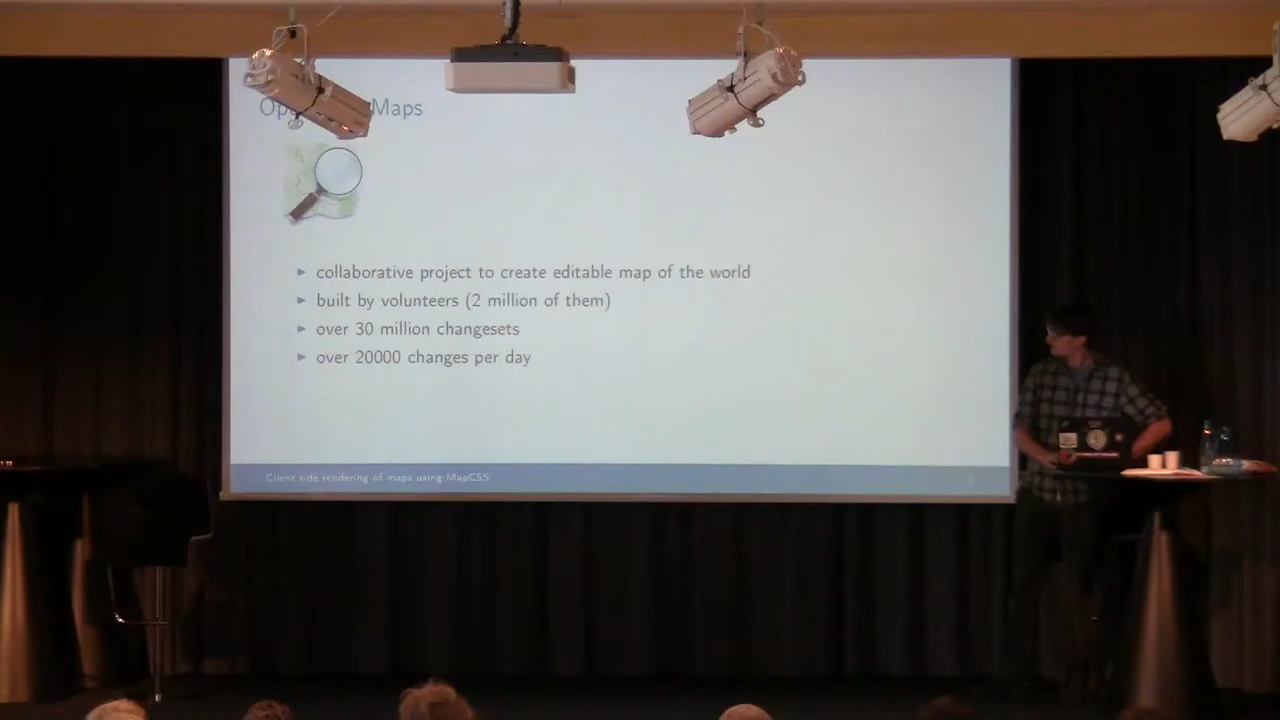 Maps
collaborative project to create editable map of the world
built by volunteers (2 million of them)
over 30 million changesets
over 20000 changes per day
Client side rendering of maps using MapCSS